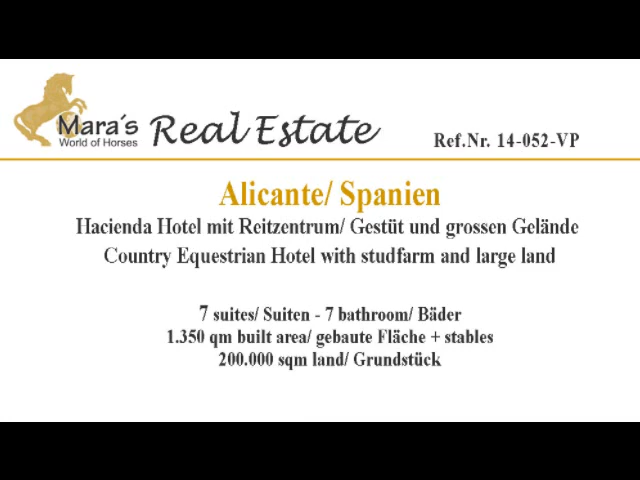 Mara´s
World of Horses
Real Estate
Ref.Nr. 14-052-VP
Alicante/ Spanien
Hacienda Hotel mit Reitzentrum/ Gestüt und grossen Gelände
Country Equestrian Hotel with studfarm and large land
7 suites/ Suiten - 7 bathroom/ Bäder
1.350 qm built area/ gebaute Fläche + stables
200.000 sqm land/ Grundstück